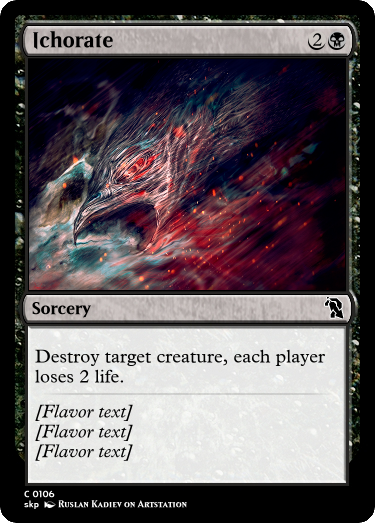 Ichorate 2
Sorcery
Destroy target creature, each player
loses 2 life.
[Flavor text]
[Flavor text]
[Flavor text]
C 0106
skp Ruslan Kadiev on Artstation